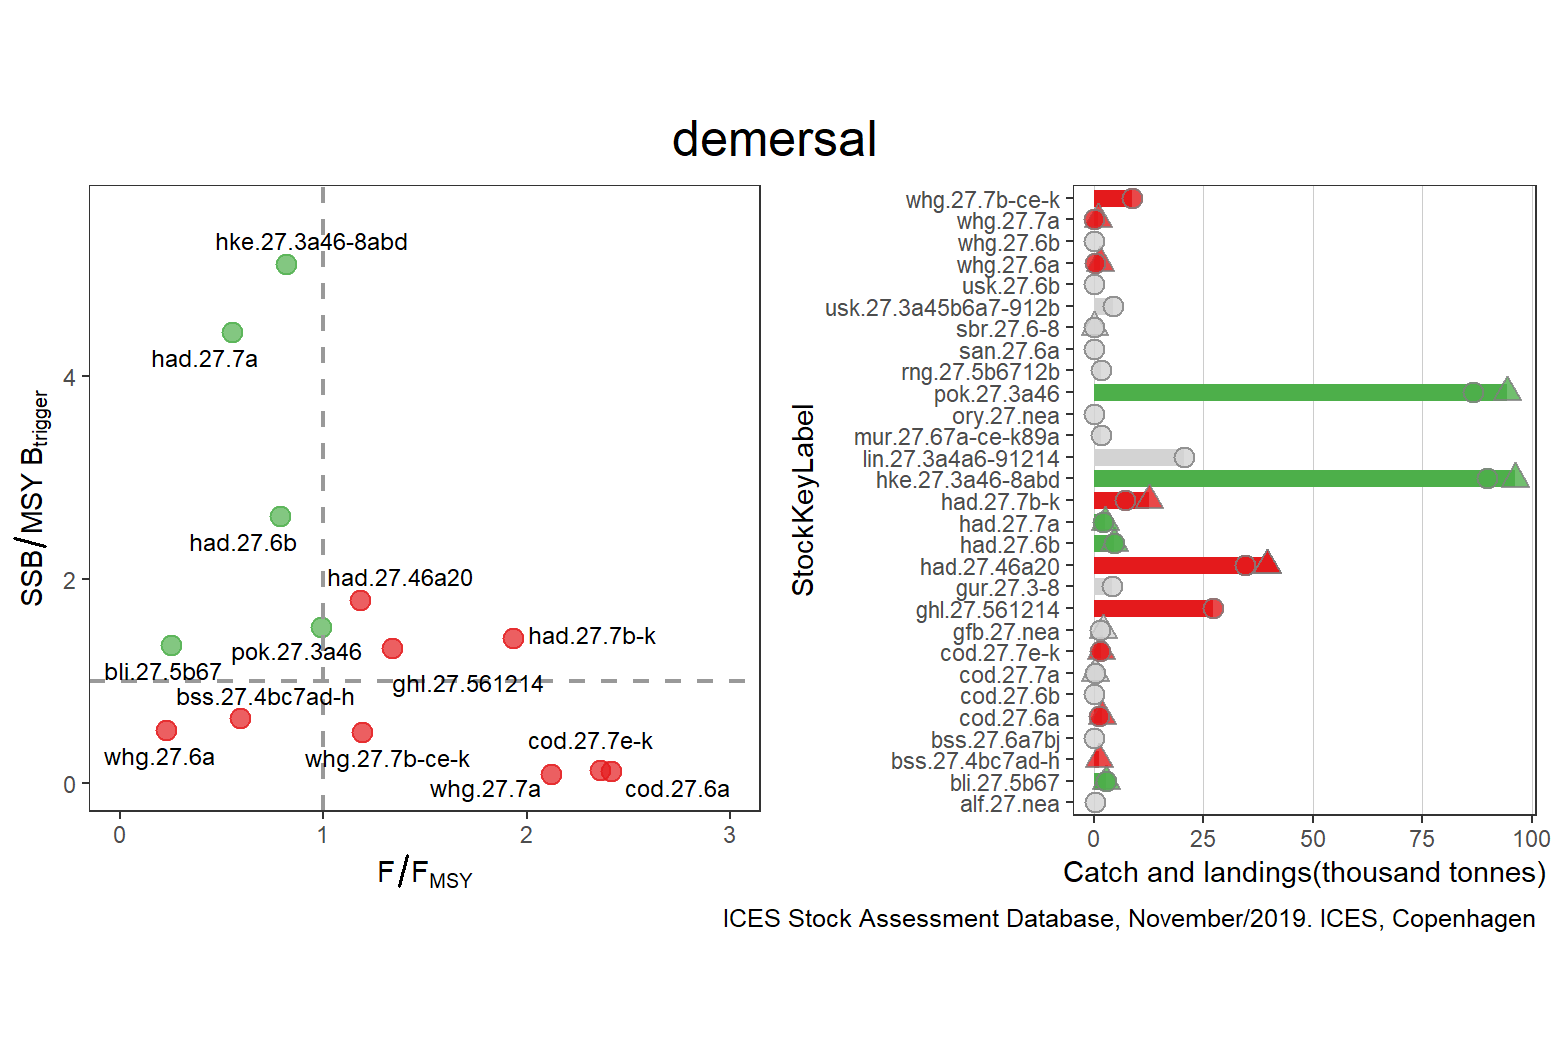 demersal
hke.27.3a46-8abd
had.27.7a
had.27.6b
had.27.46a20
had.27.7b-k
pok.27.3a46
bli.27.5b67
ghl.27.561214
bss.27.4bc7ad-h
whg.27.6a
whg.27.7b-ce-k
cod.27.7e-k
whg.27.7a
cod.27.6a
4
2
0
0 1 2 3
SSB/MSY Btrigger
F/FMSY
StockKeyLabel
whg.27.7b-ce-k
whg.27.7a
whg.27.6b
whg.27.6a
usk.27.6b
usk.27.3a45b6a7-912b
sbr.27.6-8
san.27.6a
rng.27.5b6712b
pok.27.3a46
ory.27.nea
mur.27.67a-ce-k89a
lin.27.3a4a6-91214
hke.27.3a46-8abd
had.27.7b-k
had.27.7a
had.27.6b
had.27.46a20
gur.27.3-8
ghl.27.561214
gfb.27.nea
cod.27.7e-k
cod.27.7a
cod.27.6b
cod.27.6a
bss.27.6a7bj
bss.27.4bc7ad-h
bli.27.5b67
alf.27.nea
0 25 50 75 100
Catch and landings(thousand tonnes)
ICES Stock Assessment Database, November/2019. ICES, Copenhagen